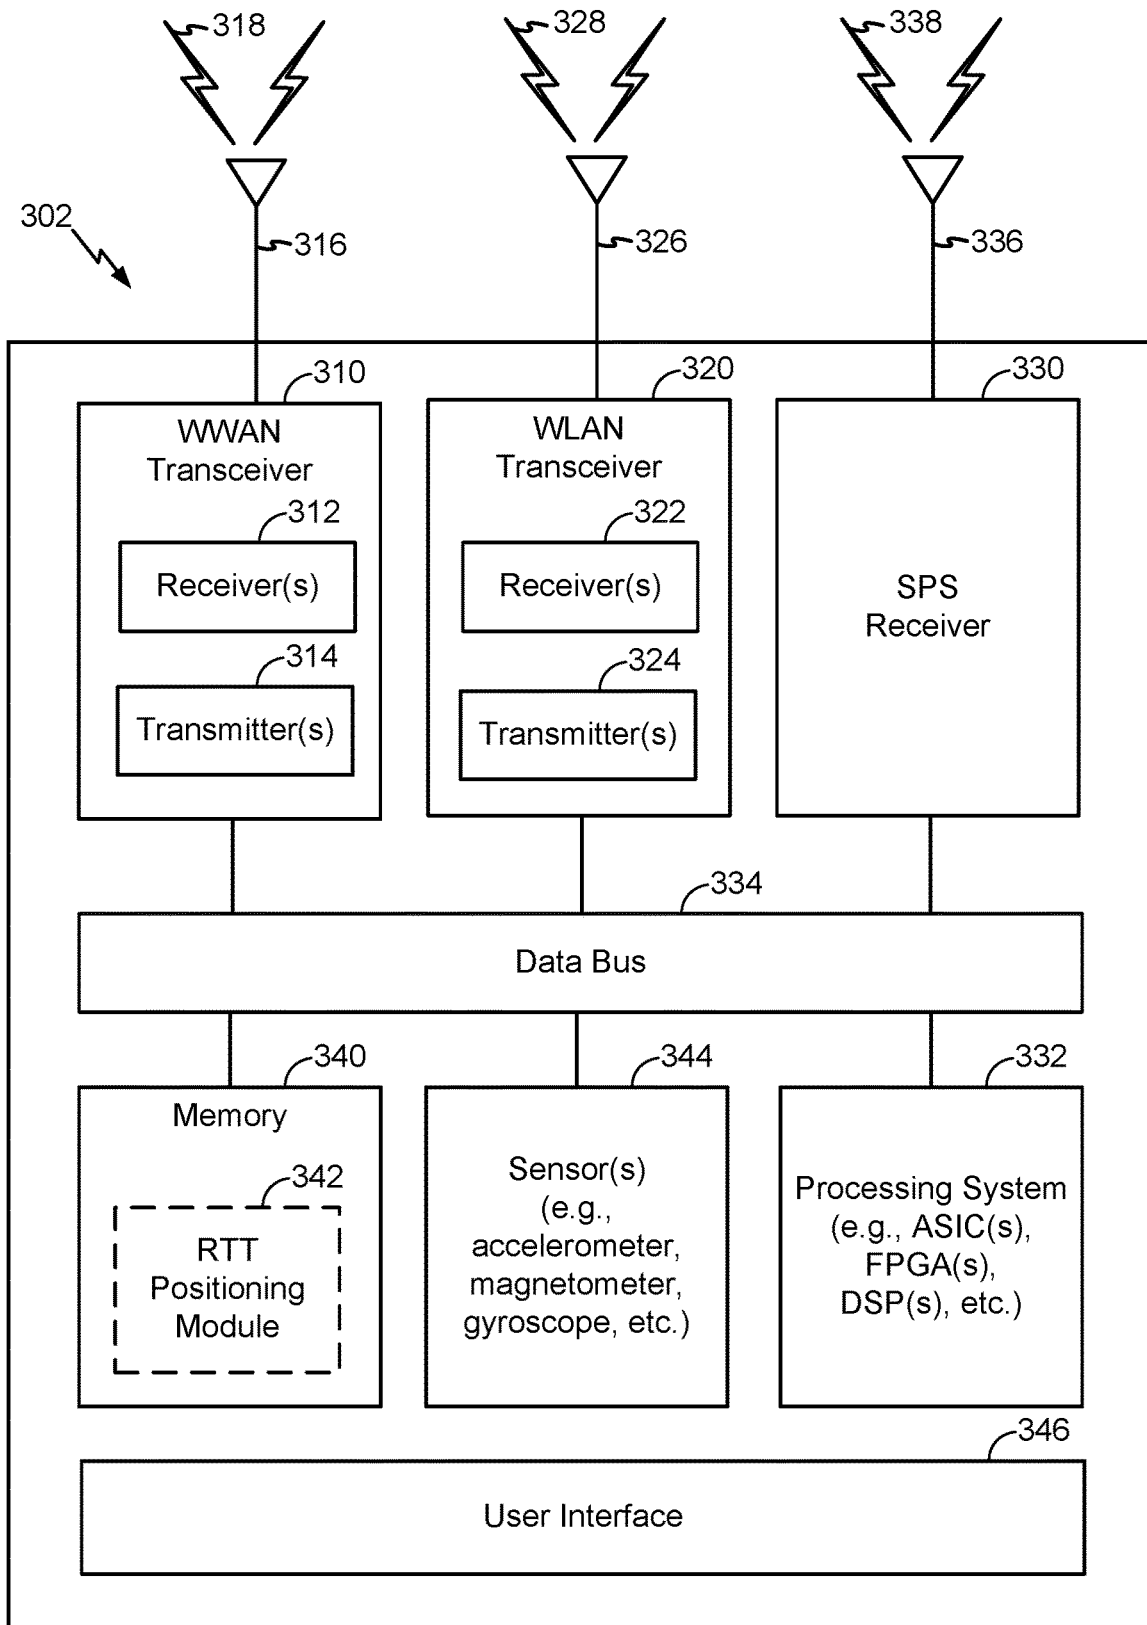 318
328
338
302
316
326
336
310
320
330
WWAN
Transceiver
WLAN
Transceiver
312
322
Receiver(s)
Receiver(s)
SPS
Receiver
314
324
Transmitter(s)
Transmitter(s)
334
Data Bus
340
344
332
Memory
342
RTT
Positioning
Module
Sensor(s)
(e.g.,
accelerometer,
magnetometer,
gyroscope, etc.)
Processing System
(e.g., ASIC(s),
FPGA(s),
DSP(s), etc.)
346
User Interface